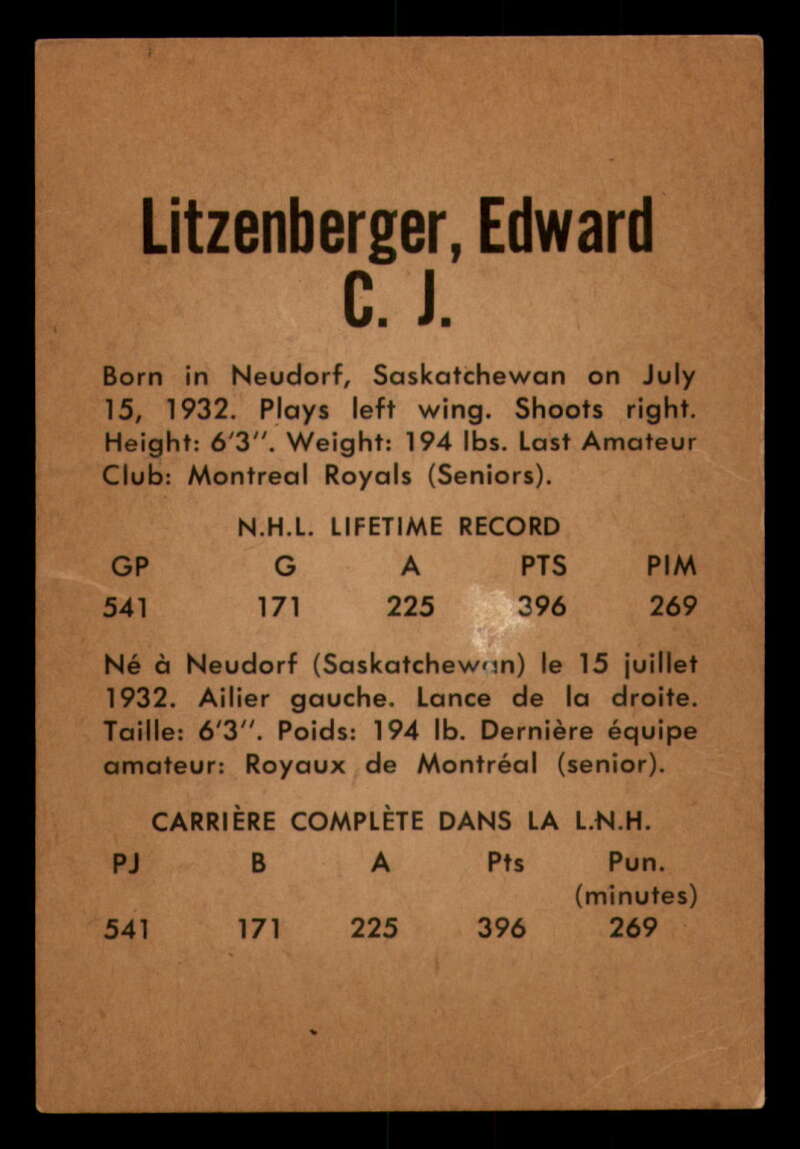 Litzenberger, Edward
C. J.
Born in Neudorf, Saskatchewan on July
15, 1932. Plays left wing. Shoots right.
Height: 6'3". Weight: 194 lbs. Last Amateur
Club: Montreal Royals (Seniors).
N.H.L. LIFETIME RECORD
GP G A PTS PIM
541 171 225 396 269
Né à Neudorf (Saskatchewan) le 15 juillet
1932. Ailier gauche. Lance de la droite.
Taille: 6'3". Poids: 194 lb. Dernière équipe
amateur: Royaux de Montréal (senior).
CARRIÈRE COMPLÈTE DANS LA L.N.H.
PJ B A Pts Pun.
(minutes)
541 171 225 396 269